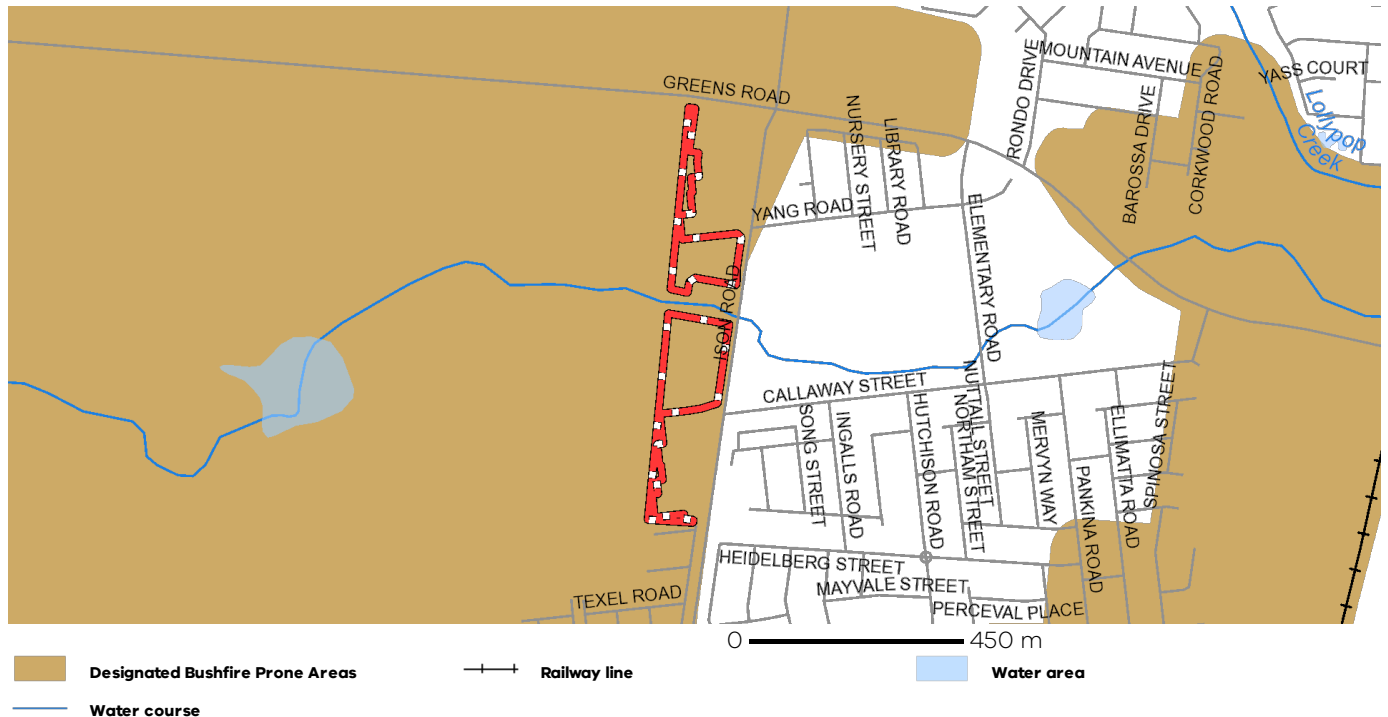 MOUNTAIN AVENUE
YASS COURT
RONDO DRIVE
CORKWOOD ROAD
BAROSSA DRIVE
Lollypop
Creek
GREENS ROAD
NURSERY STREET
LIBRARY ROAD
YANG ROAD
ELEMENTARY ROAD
ISON ROAD
CALLAWAY STREET
SONG STREET
INGALLS ROAD
HUTCHISON ROAD
NUTTALL STREET
NORTHAM STREET
MERVYN WAY
PANKINA ROAD
ELLIMATTA ROAD
SPINOSA STREET
HEIDELBERG STREET
MAYVALE STREET
PERCEVAL PLACE
TEXEL ROAD
0 450 m
Designated Bushfire Prone Areas
Railway line
Water area
Water course